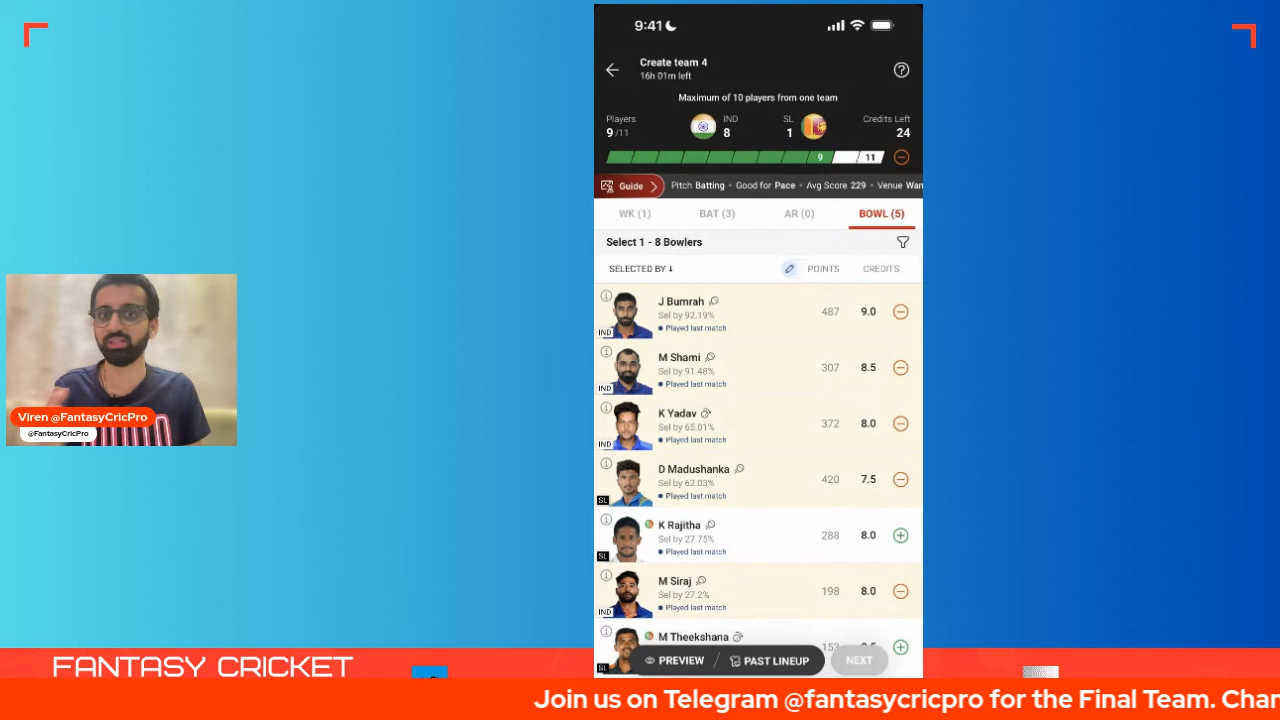 9:41
Create team 4
16h 01m left
Maximum of 10 players from one team
Players
9 /11
IND
8
SL
1
Credits Left
24
9
11
Guide
Pitch Batting • Good for Pace • Avg Score 229 • Venue Wan
WK (1)
BAT (3)
AR (0)
BOWL (5)
Select 1 - 8 Bowlers
SELECTED BY ↓
POINTS
CREDITS
J Bumrah
Sel by 92.19%
Played last match
IND
487
9.0
M Shami
Sel by 91.48%
Played last match
IND
307
8.5
K Yadav
Sel by 65.01%
Played last match
IND
372
8.0
D Madushanka
Sel by 62.03%
Played last match
SL
420
7.5
K Rajitha
Sel by 27.75%
Played last match
SL
288
8.0
M Siraj
Sel by 27.2%
Played last match
IND
198
8.0
M Theekshana
SL
PREVIEW
PAST LINEUP
NEXT
Viren @FantasyCricPro
@FantasyCricPro
FANTASY CRICKET
Join us on Telegram @fantasycricpro for the Final Team. Char